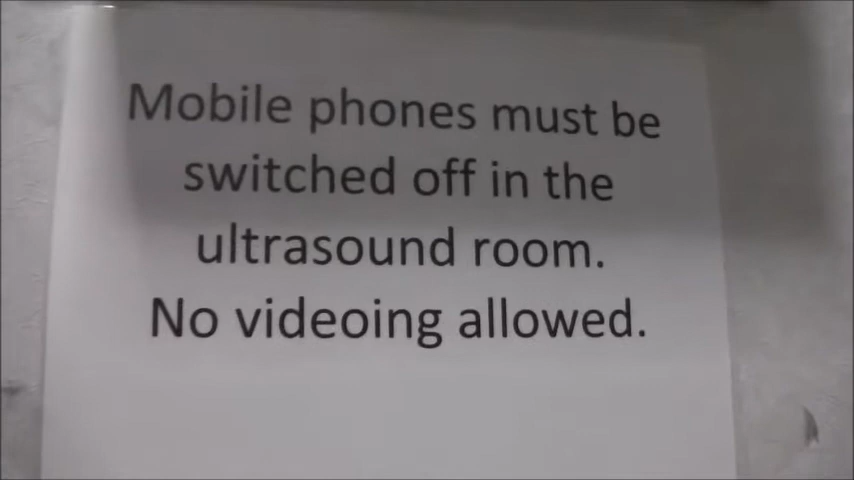 Mobile phones must be
switched off in the
ultrasound room.
No videoing allowed.